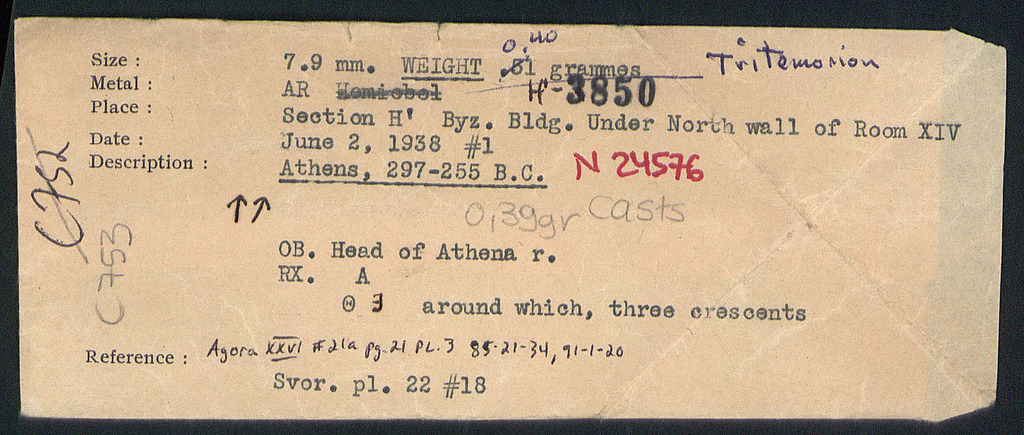 Size : 7.9 mm. WEIGHT .51 grammes 0,40 Tritemorion
Metal : AR Hemiobol H'-3850
Place : Section H' Byz. Bldg. Under North wall of Room XIV
Date : June 2, 1938 #1
Description : Athens, 297-255 B.C. N 24576
↑↑ 0,39gr Casts
C752
C753
OB. Head of Athena r.
RX. A
Θ E around which, three crescents
Reference : Agora XXVI #21a pg.21 PL.3 85-21-34, 91-1-20
Svor. pl. 22 #18